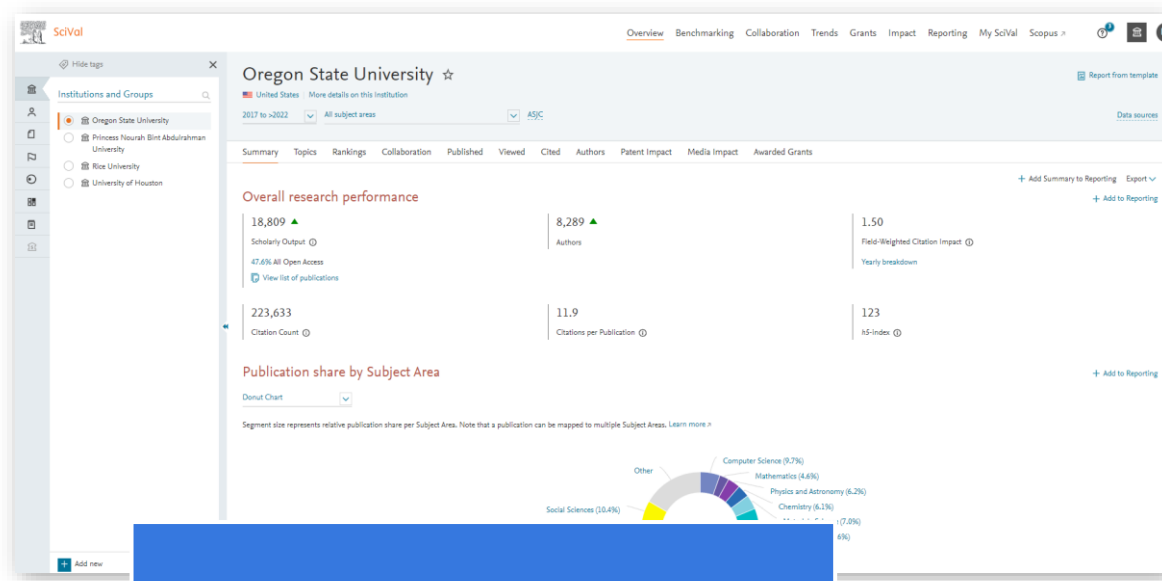 SciVal
Overview Benchmarking Collaboration Trends Grants Impact Reporting My SciVal Scopus
Hide tags
Institutions and Groups
Oregon State University
Princess Nourah Bint Abdulrahman
University
Rice University
University of Houston
Add new
Oregon State University
United States More details on this institution
Report from template
2017 to >2022 All subject areas ASJC
Data sources
Summary Topics Rankings Collaboration Published Viewed Cited Authors Patent Impact Media Impact Awarded Grants
+ Add Summary to Reporting Export
Overall research performance
+ Add to Reporting
18,809
Scholarly Output
47.6% All Open Access
View list of publications
8,289
Authors
1.50
Field-Weighted Citation Impact
Yearly breakdown
223,633
Citation Count
11.9
Citations per Publication
123
h5-index
Publication share by Subject Area
+ Add to Reporting
Donut Chart
Segment size represents relative publication share per Subject Area. Note that a publication can be mapped to multiple Subject Areas. Learn more
Other
Computer Science (9.7%)
Mathematics (4.6%)
Physics and Astronomy (6.2%)
Chemistry (6.1%)
Social Sciences (10.4%)
(7.0%)